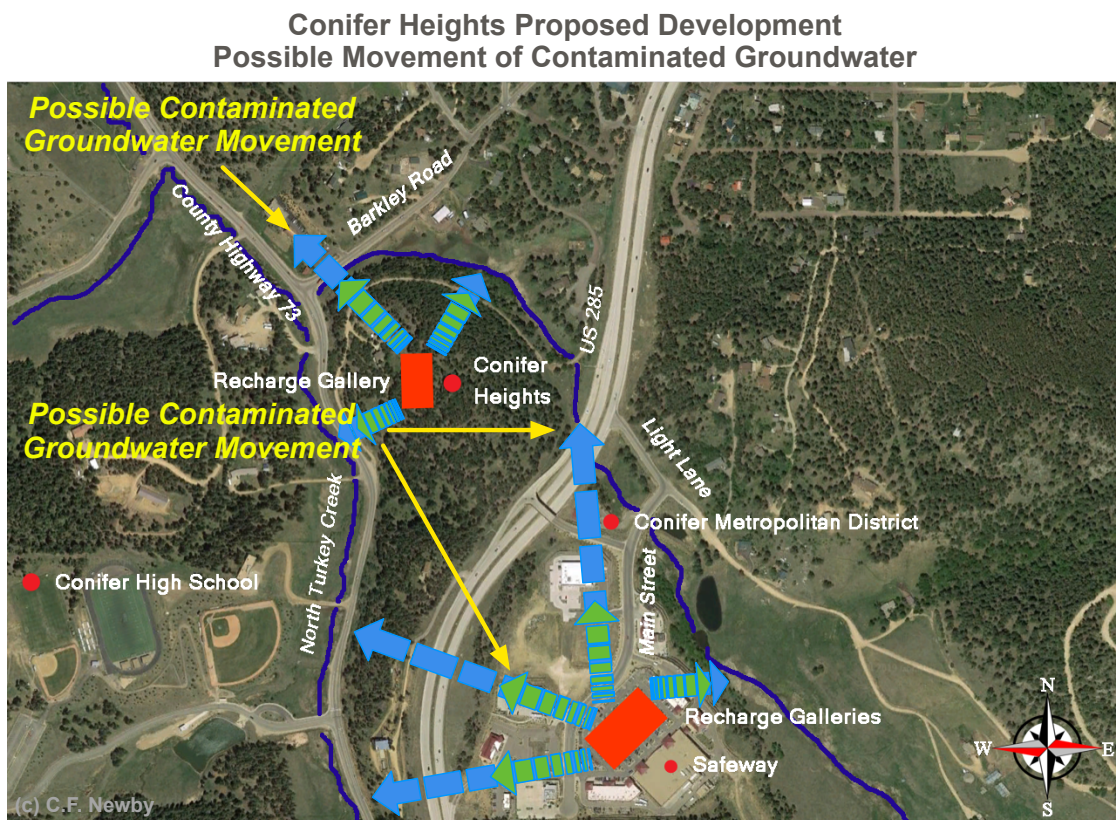 Conifer Heights Proposed Development
Possible Movement of Contaminated Groundwater
Possible Contaminated
Groundwater Movement
Barkley Road
County Highway 73
US 285
Recharge Gallery
Conifer
Heights
Possible Contaminated
Groundwater Movement
Light Lane
North Turkey Creek
Conifer Metropolitan District
Conifer High School
Main Street
Recharge Galleries
Safeway
N
W
E
S
(c) C.F. Newby